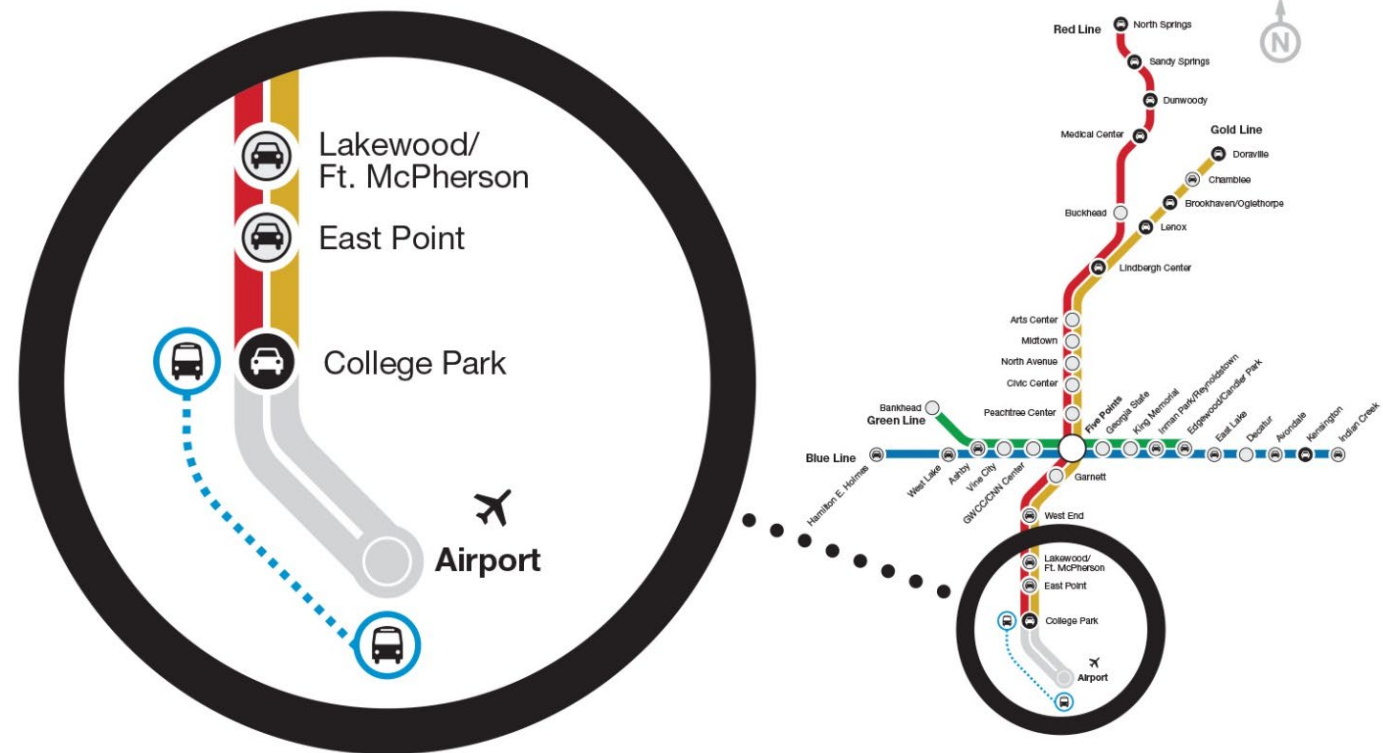 Lakewood/
Ft. McPherson
East Point
College Park
Airport
N
Red Line
North Springs
Sandy Springs
Dunwoody
Medical Center
Gold Line
Doraville
Chamblee
Brookhaven/Oglethorpe
Buckhead
Lenox
Lindbergh Center
Arts Center
Midtown
North Avenue
Civic Center
Peachtree Center
Bankhead
Green Line
Blue Line
Hamilton E. Holmes
West Lake
Ashby
Vine City
GWCC/CNN Center
Five Points
Georgia State
King Memorial
Inman Park/Reynoldstown
Edgewood/Candler Park
East Lake
Decatur
Avondale
Kensington
Indian Creek
Garnett
West End
Lakewood/
Ft. McPherson
East Point
College Park
Airport